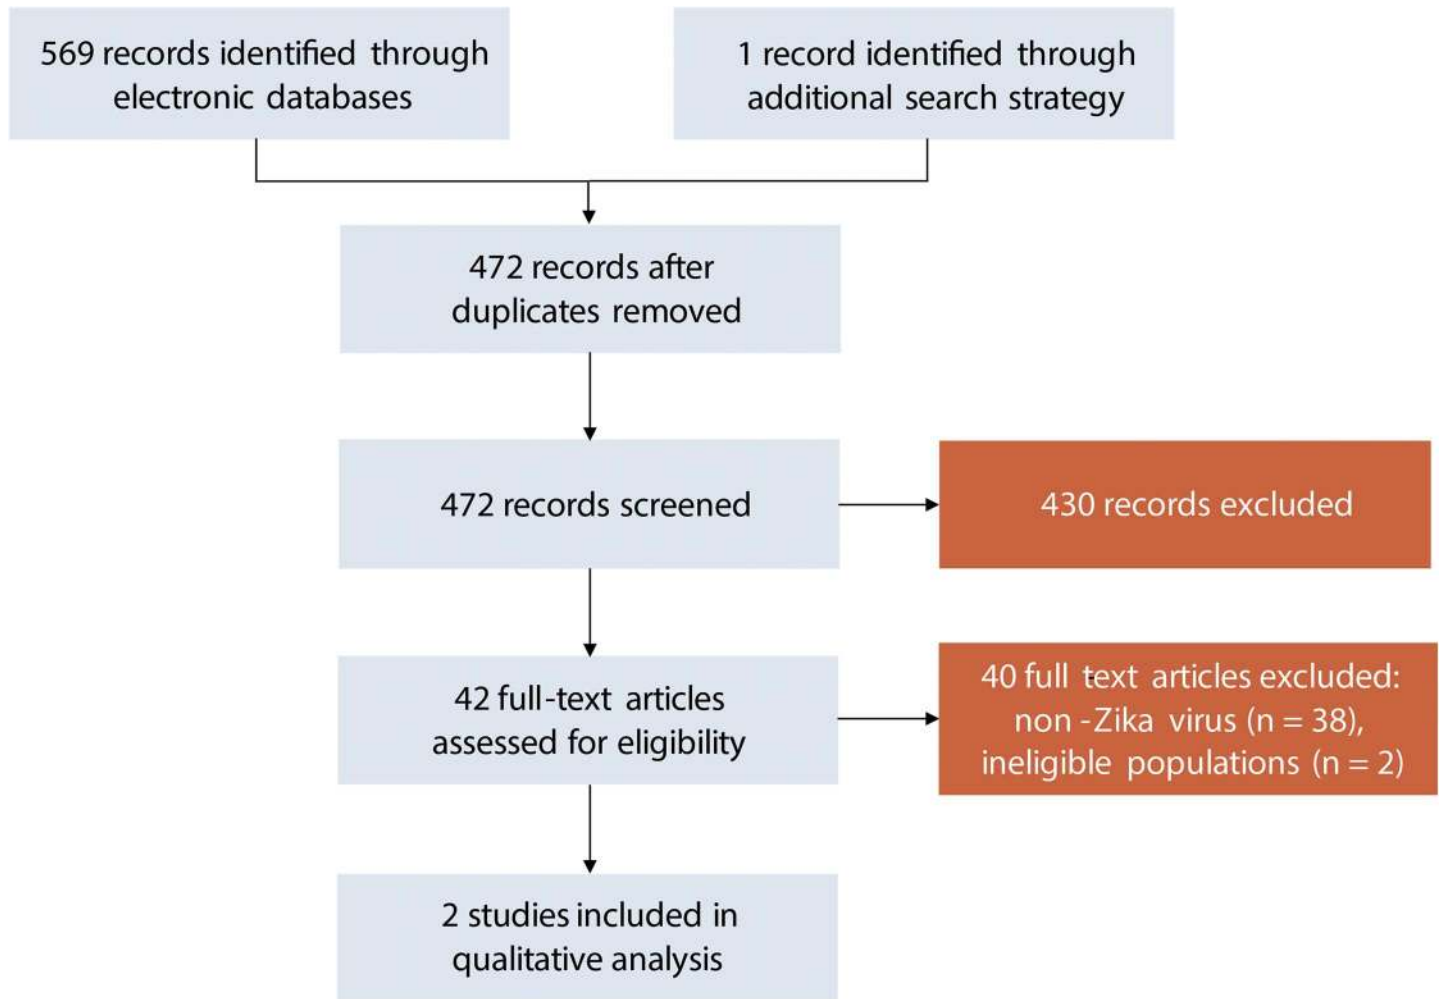 569 records identified through
electronic databases
1 record identified through
additional search strategy
472 records after
duplicates removed
472 records screened
430 records excluded
42 full-text articles
assessed for eligibility
40 full text articles excluded:
non -Zika virus (n = 38),
ineligible populations (n = 2)
2 studies included in
qualitative analysis